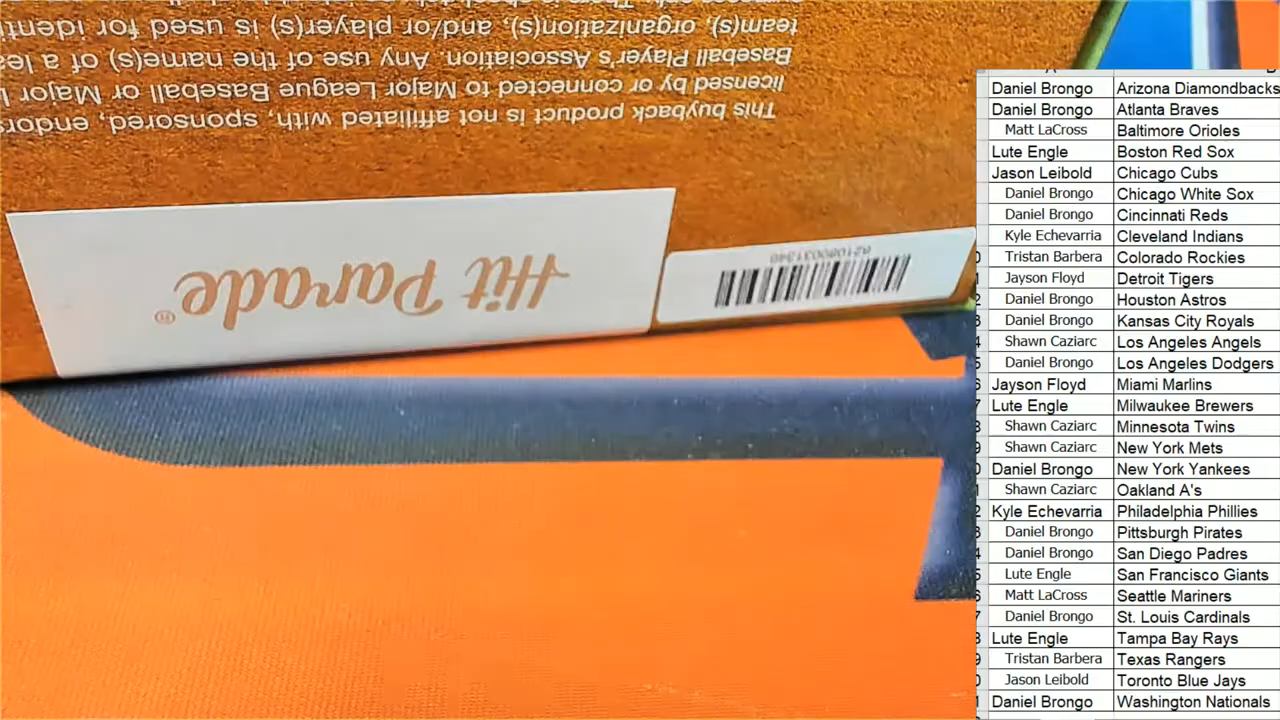 This buyback product is not affiliated with, sponsored, endors
licensed by or connected to Major League Baseball or Major L
Baseball Player's Association. Any use of the name(s) of a lea
team(s), organization(s), and/or player(s) is used for identi
Hit Parade®
Daniel Brongo Arizona Diamondbacks
Daniel Brongo Atlanta Braves
Matt LaCross Baltimore Orioles
Lute Engle Boston Red Sox
Jason Leibold Chicago Cubs
Daniel Brongo Chicago White Sox
Daniel Brongo Cincinnati Reds
Kyle Echevarria Cleveland Indians
Tristan Barbera Colorado Rockies
Jayson Floyd Detroit Tigers
Daniel Brongo Houston Astros
Daniel Brongo Kansas City Royals
Shawn Caziarc Los Angeles Angels
Daniel Brongo Los Angeles Dodgers
Jayson Floyd Miami Marlins
Lute Engle Milwaukee Brewers
Shawn Caziarc Minnesota Twins
Shawn Caziarc New York Mets
Daniel Brongo New York Yankees
Shawn Caziarc Oakland A's
Kyle Echevarria Philadelphia Phillies
Daniel Brongo Pittsburgh Pirates
Daniel Brongo San Diego Padres
Lute Engle San Francisco Giants
Matt LaCross Seattle Mariners
Daniel Brongo St. Louis Cardinals
Lute Engle Tampa Bay Rays
Tristan Barbera Texas Rangers
Jason Leibold Toronto Blue Jays
Daniel Brongo Washington Nationals